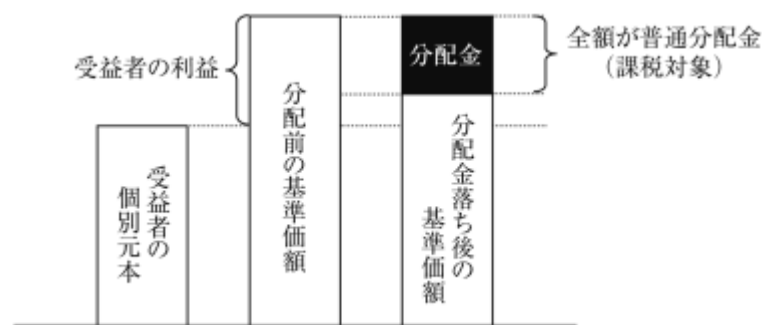 受益者の利益
受益者の
個別元本
分配前の基準価額
分配金
分配金落ち後の
基準価額
全額が普通分配金
（課税対象）